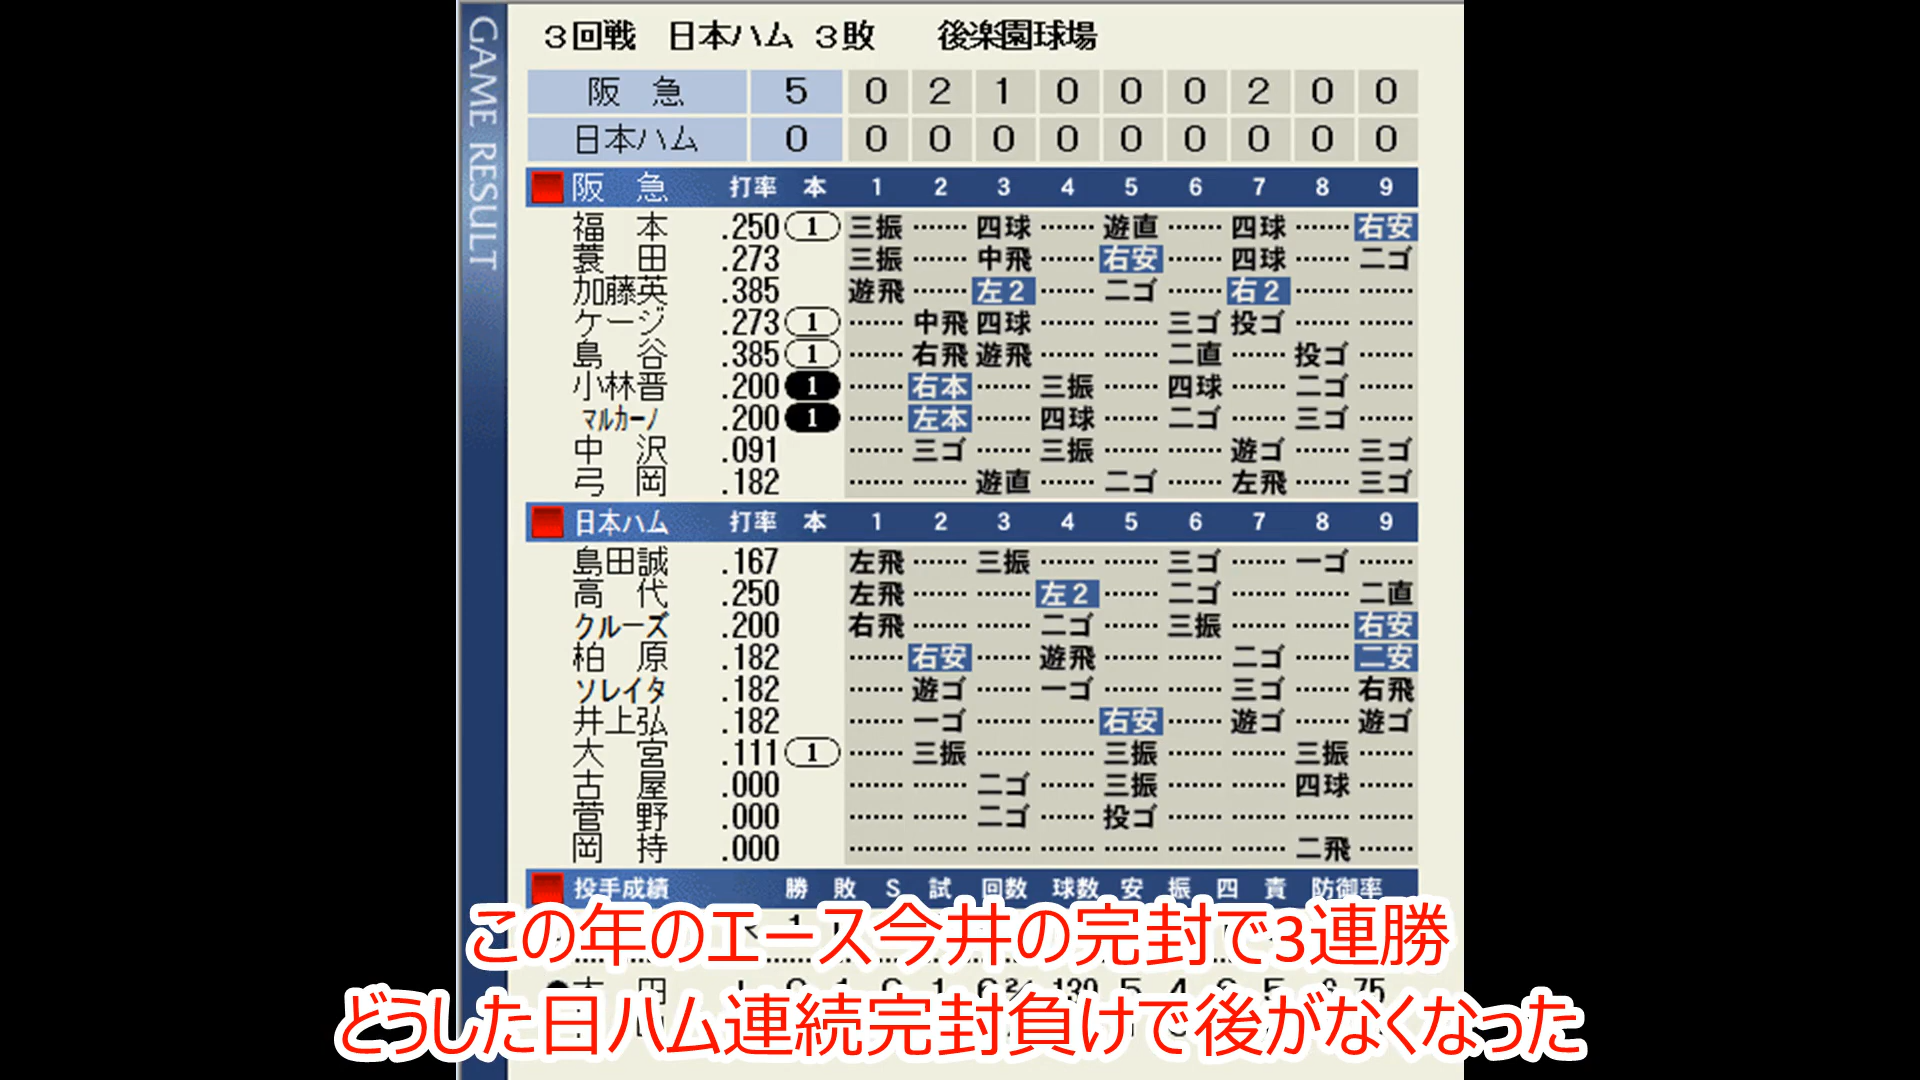 GAME RESULT
3回戦 日本ハム 3敗 後楽園球場
阪 急 5 0 2 1 0 0 0 2 0 0
日本ハム 0 0 0 0 0 0 0 0 0 0
阪 急 打率 本 1 2 3 4 5 6 7 8 9
福 本 .250 1 三振 …… 四球 …… 遊直 …… 四球 …… 右安
蓑 田 .273 三振 …… 中飛 …… 右安 …… 四球 …… 二ゴ
加藤英 .385 遊飛 …… 左2 …… 二ゴ …… 右2 …… ……
ケージ .273 1 …… 中飛 四球 …… …… 三ゴ 投ゴ …… ……
島 谷 .385 1 …… 右飛 遊飛 …… …… 二直 …… 投ゴ ……
小林晋 .200 1 …… 右本 …… 三振 …… 四球 …… 二ゴ ……
マルカーノ .200 1 …… 左本 …… 四球 …… 二ゴ …… 三ゴ ……
中 沢 .091 …… 三ゴ …… 三振 …… …… 遊ゴ …… 三ゴ
弓 岡 .182 …… …… 遊直 …… 二ゴ …… 左飛 …… 三ゴ
日本ハム 打率 本 1 2 3 4 5 6 7 8 9
島田誠 .167 左飛 …… 三振 …… …… 三ゴ …… 一ゴ ……
高 代 .250 左飛 …… …… 左2 …… 二ゴ …… …… 二直
クルーズ .200 右飛 …… …… 二ゴ …… 三振 …… …… 右安
柏 原 .182 …… 右安 …… 遊飛 …… …… 二ゴ …… 二安
ソレイタ .182 …… 遊ゴ …… 一ゴ …… …… 三ゴ …… 右飛
井上弘 .182 …… 一ゴ …… …… 右安 …… 遊ゴ …… 遊ゴ
大 宮 .111 1 …… 三振 …… …… 三振 …… …… 三振 ……
古 屋 .000 …… …… 二ゴ …… 三振 …… …… 四球 ……
菅 野 .000 …… …… 二ゴ …… 投ゴ …… …… …… ……
岡 持 .000 …… …… …… …… …… …… …… 二飛 ……
投手成績 勝 敗 S 試 回数 球数 安 振 四 責 防御率
この年のエース今井の完封で3連勝
どうした日ハム連続完封負けで後がなくなった